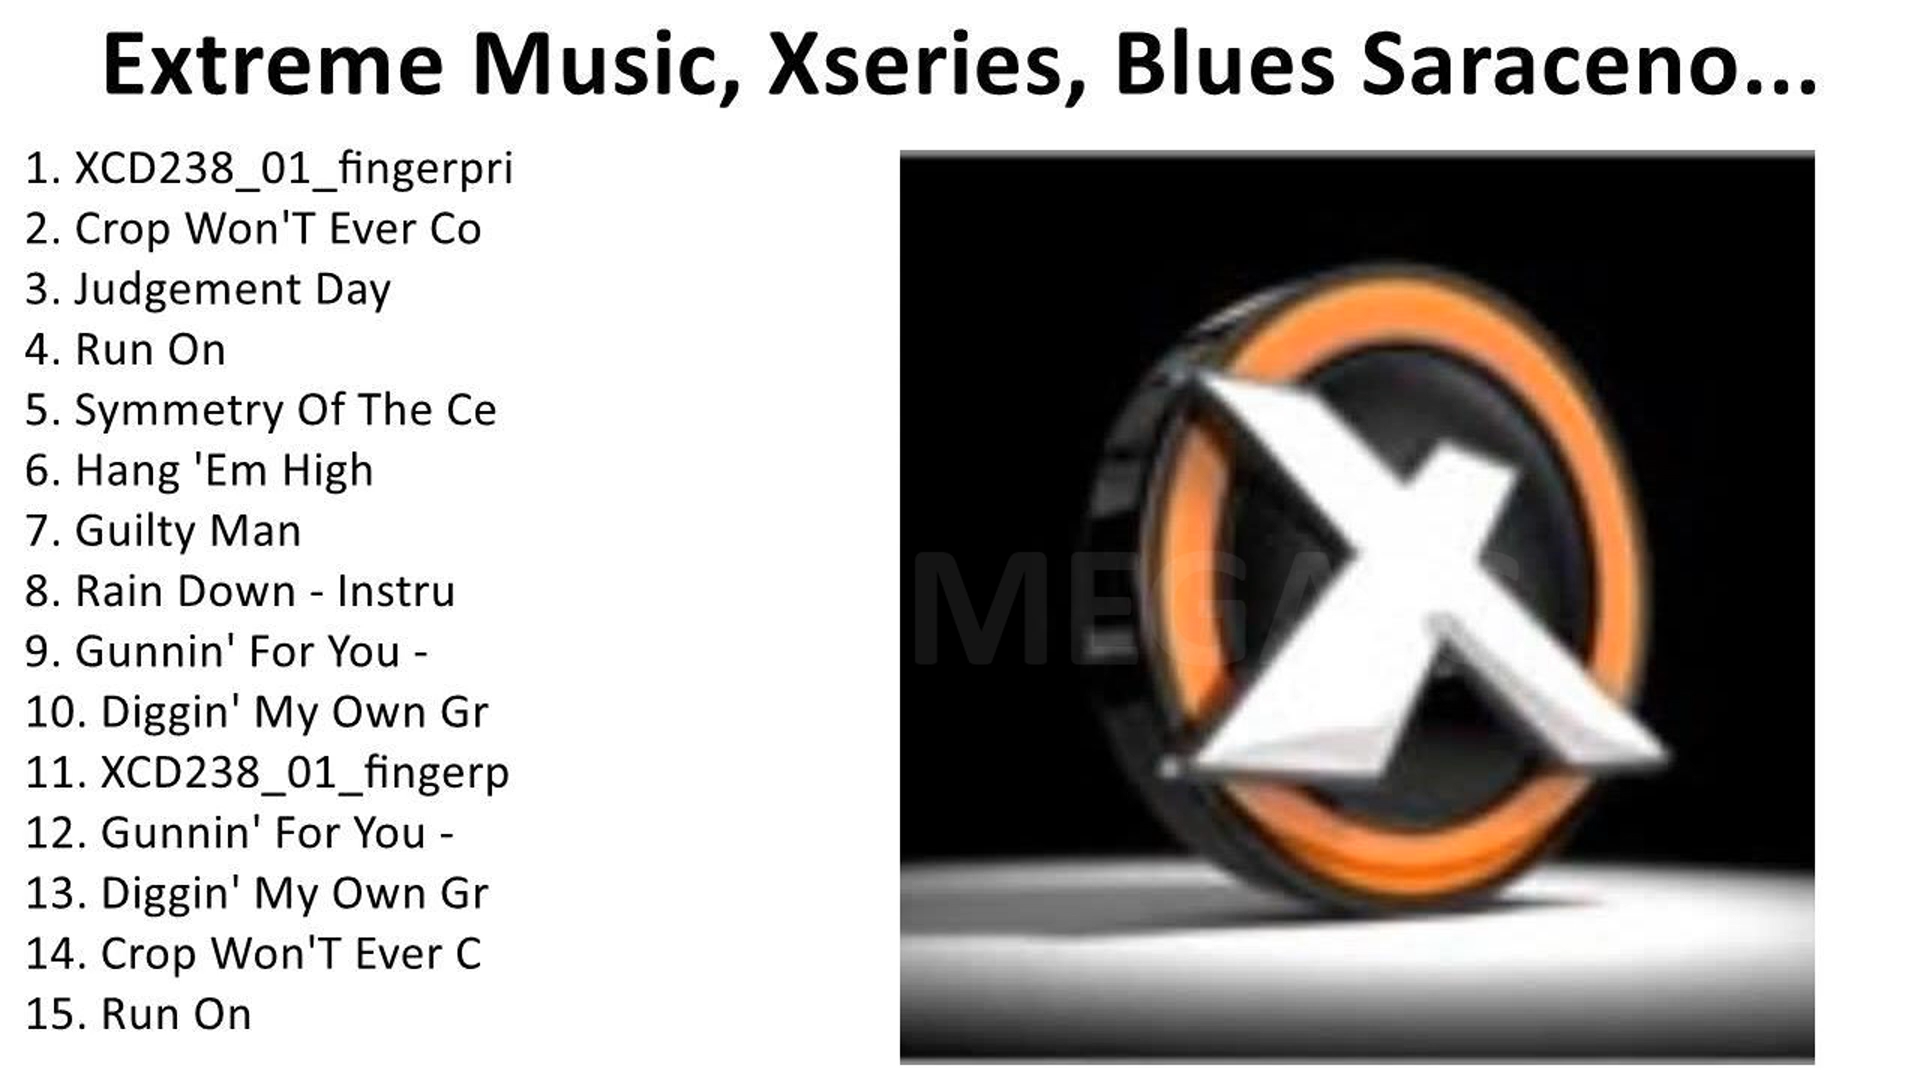 Extreme Music, Xseries, Blues Saraceno...
1. XCD238_01_fingerpri
2. Crop Won'T Ever Co
3. Judgement Day
4. Run On
5. Symmetry Of The Ce
6. Hang 'Em High
7. Guilty Man
8. Rain Down - Instru
9. Gunnin' For You -
10. Diggin' My Own Gr
11. XCD238_01_fingerp
12. Gunnin' For You -
13. Diggin' My Own Gr
14. Crop Won'T Ever C
15. Run On
X